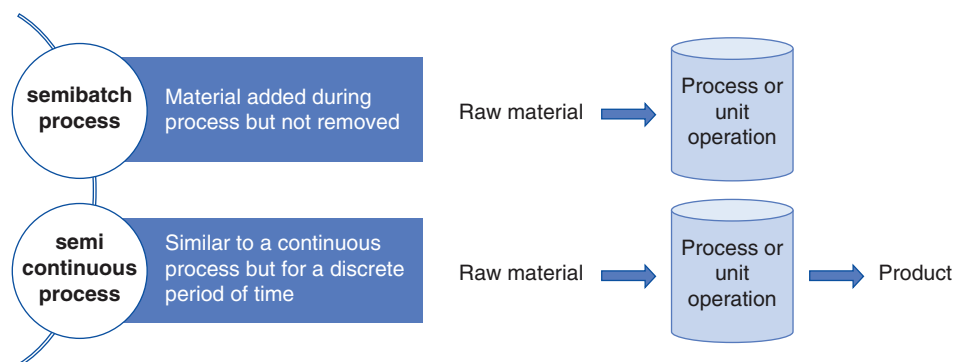 semibatch
process
Material added during
process but not removed
Raw material
Process or
unit
operation
semi
continuous
process
Similar to a continuous
process but for a discrete
period of time
Raw material
Process or
unit
operation
Product